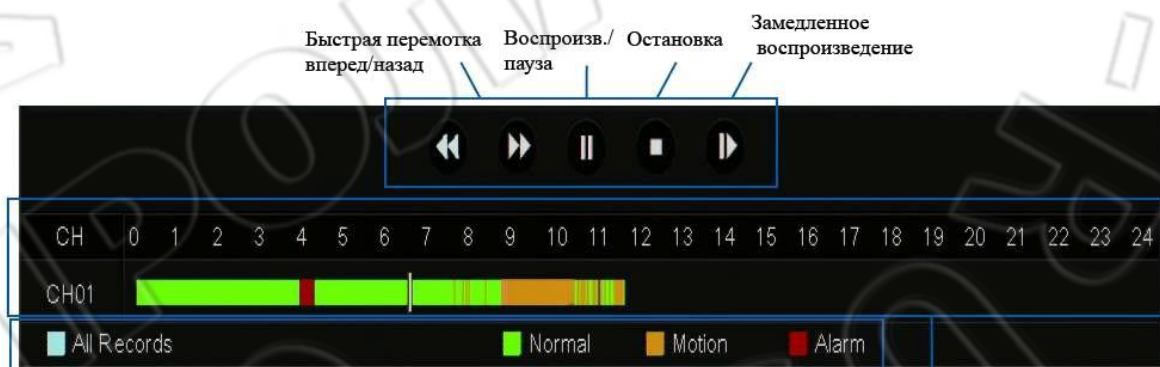 Быстрая перемотка
вперед/назад
Воспроизв./
пауза
Остановка
Замедленное
воспроизведение
CH 0 1 2 3 4 5 6 7 8 9 10 11 12 13 14 15 16 17 18 19 20 21 22 23 24
CH01
All Records Normal Motion Alarm